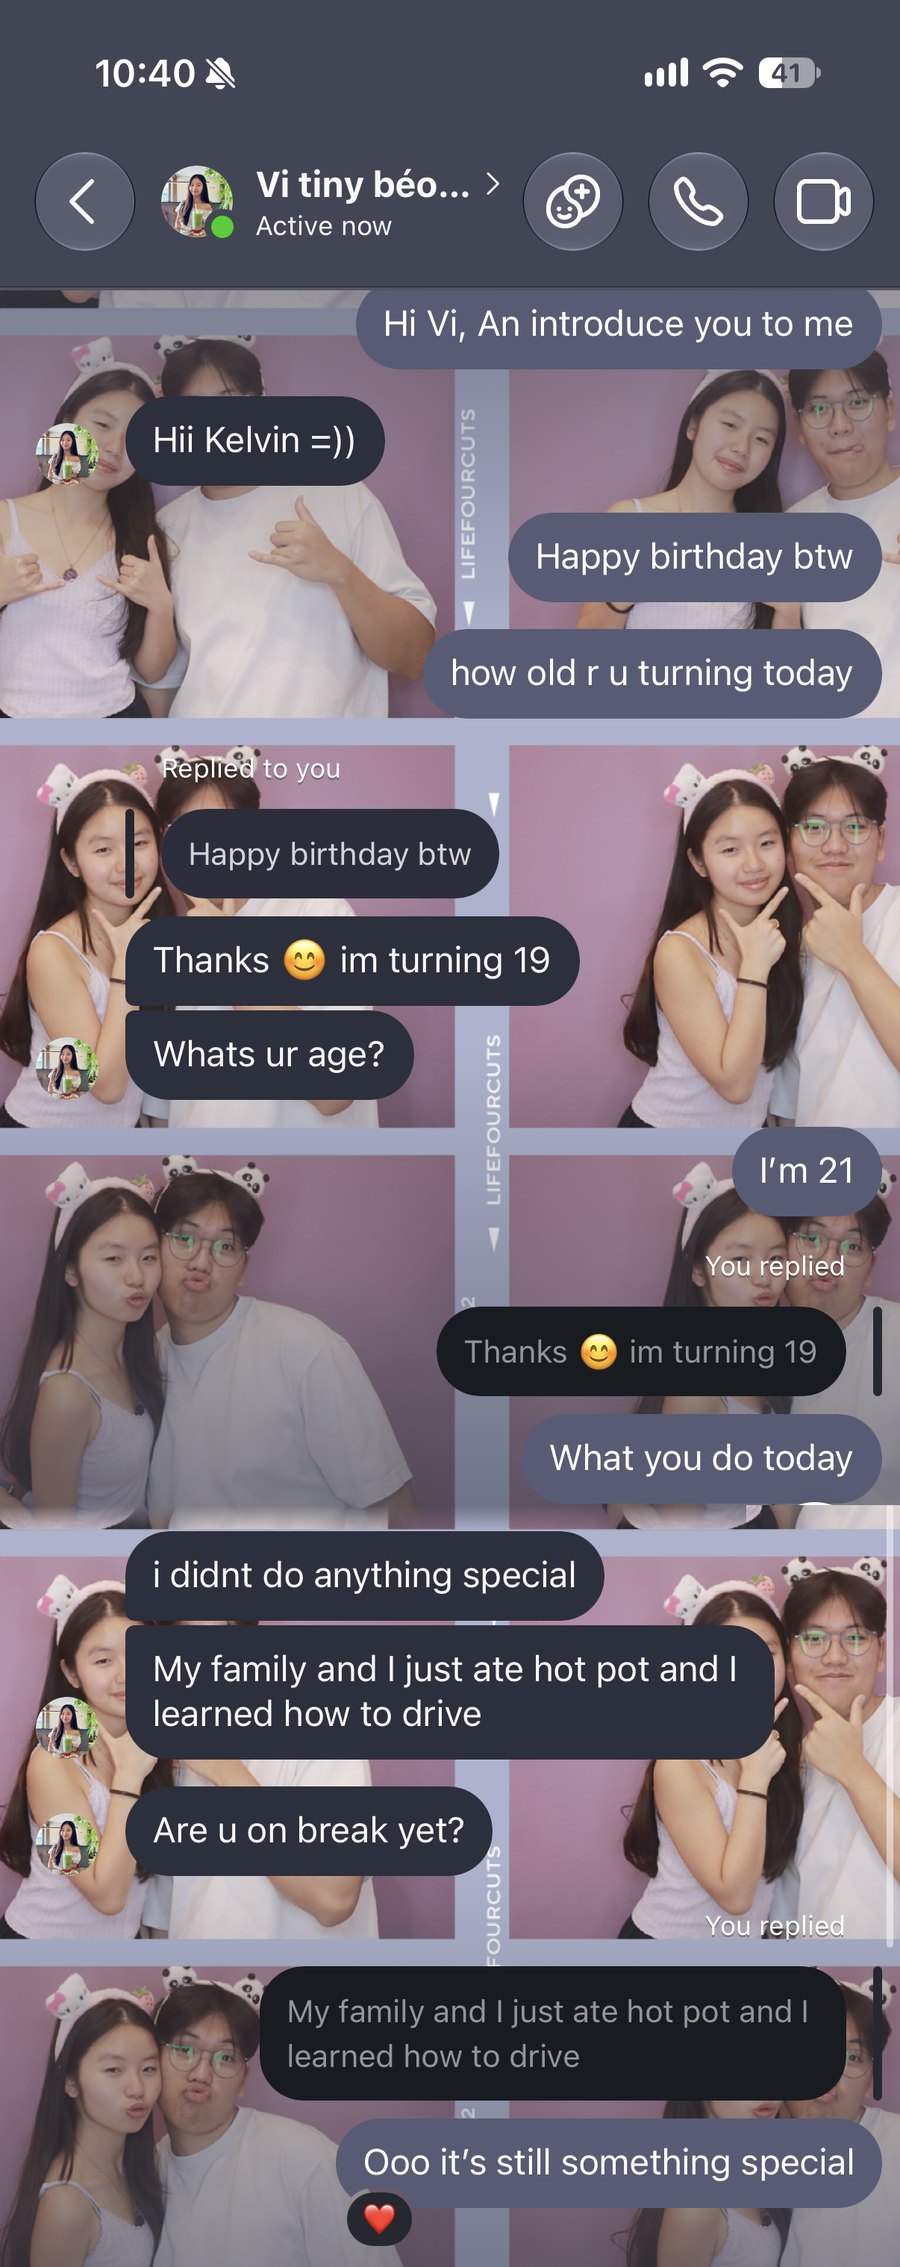 10:40
41
Vi tiny béo...
Active now
Hi Vi, An introduce you to me
Hii Kelvin =))
LIFEFOURCUTS
Happy birthday btw
how old r u turning today
Replied to you
Happy birthday btw
Thanks 😊 im turning 19
Whats ur age?
LIFEFOURCUTS
I'm 21
You replied
Thanks 😊 im turning 19
What you do today
i didnt do anything special
My family and I just ate hot pot and I
learned how to drive
Are u on break yet?
FOURCUTS
You replied
My family and I just ate hot pot and I
learned how to drive
Ooo it's still something special
❤️